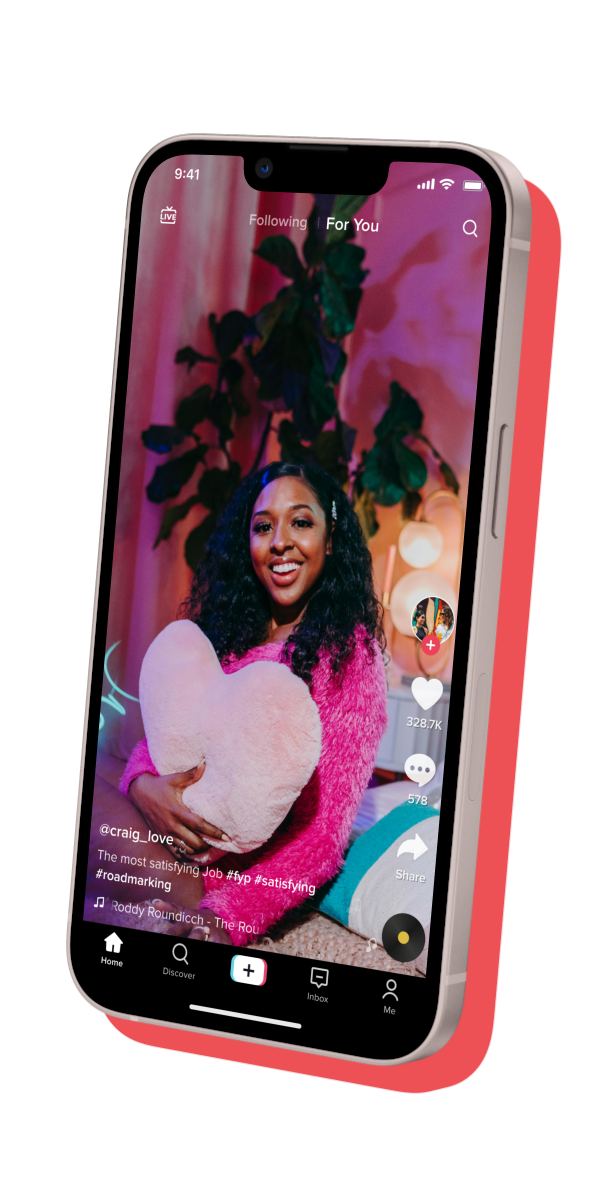 9:41
LIVE
Following | For You
328.7K
578
@craig_love
The most satisfying Job #fyp #satisfying
#roadmarking
Share
Roddy Roundicch - The Rou
Home
Discover
Inbox
Me